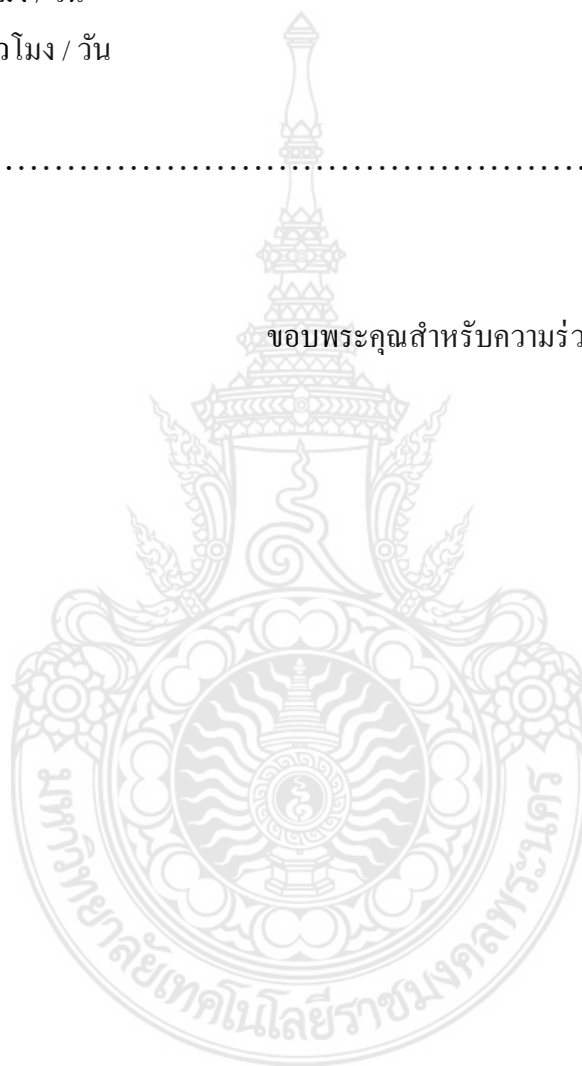 วโมง / วัน
ขอบพระคุณสำหรับความร่ว
มหาวิทยาลัยเทคโนโลยีราชมงคลพระนคร